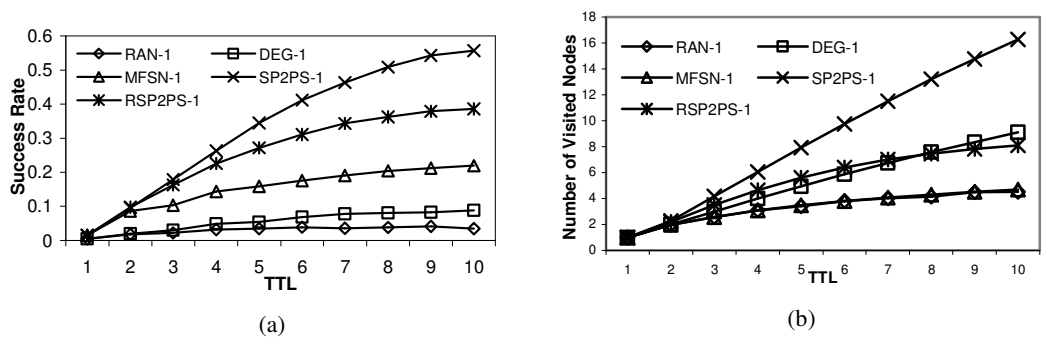 0.6
0.5
0.4
0.3
0.2
0.1
0
Success Rate
RAN-1 DEG-1
MFSN-1 SP2PS-1
RSP2PS-1
1 2 3 4 5 6 7 8 9 10
TTL
(a)
18
16
14
12
10
8
6
4
2
0
Number of Visited Nodes
RAN-1 DEG-1
MFSN-1 SP2PS-1
RSP2PS-1
1 2 3 4 5 6 7 8 9 10
TTL
(b)